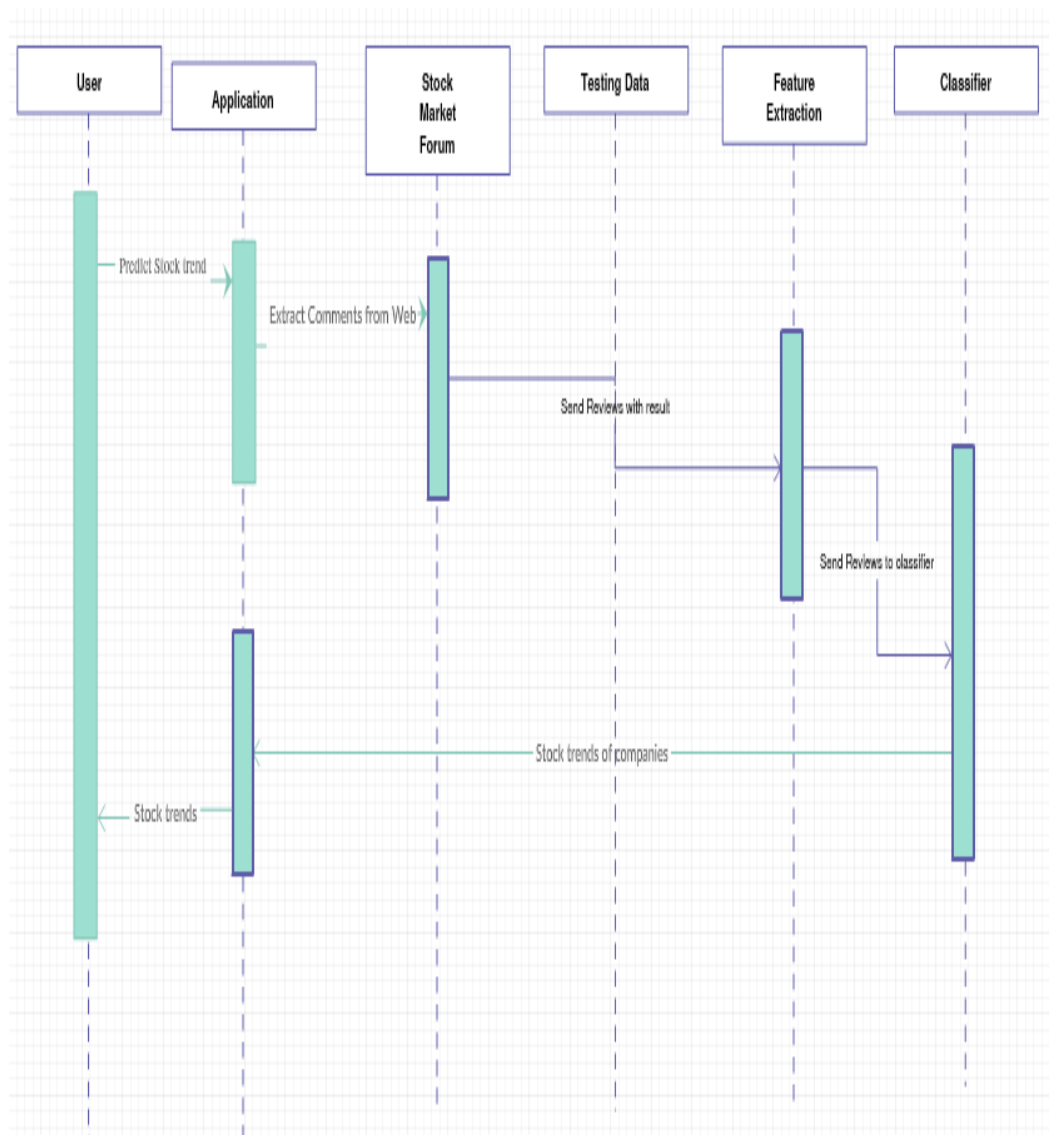 User
Application
Stock
Market
Forum
Testing Data
Feature
Extraction
Classifier
Predict Stock trend
Extract Comments from Web
Send Reviews with result
Send Reviews to classifier
Stock trends of companies
Stock trends